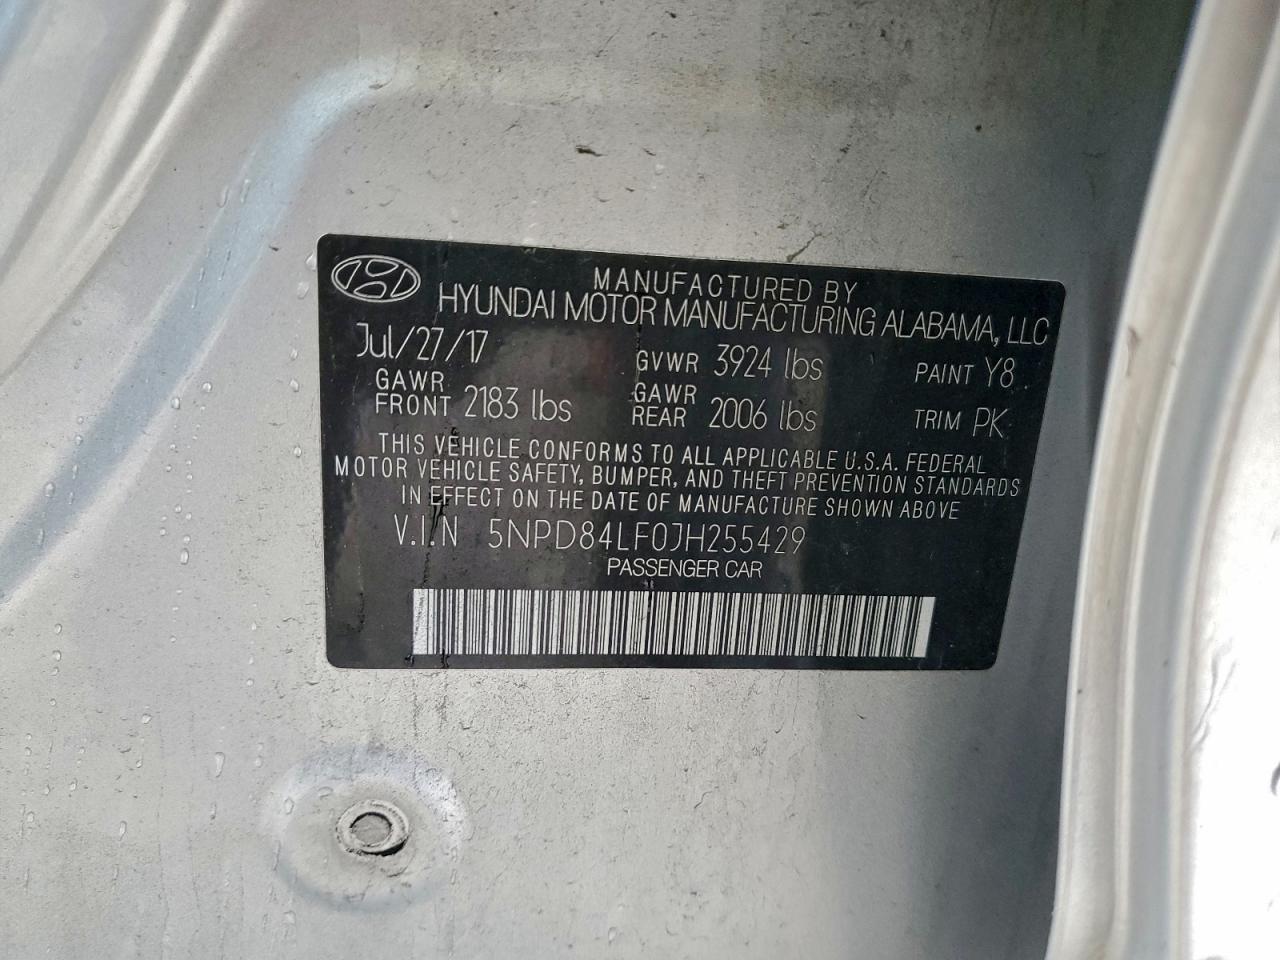 MANUFACTURED BY
HYUNDAI MOTOR MANUFACTURING ALABAMA, LLC
Jul/27/17 GVWR 3924 lbs PAINT Y8
GAWR FRONT 2183 lbs GAWR REAR 2006 lbs TRIM PK
THIS VEHICLE CONFORMS TO ALL APPLICABLE U.S.A. FEDERAL
MOTOR VEHICLE SAFETY, BUMPER, AND THEFT PREVENTION STANDARDS
IN EFFECT ON THE DATE OF MANUFACTURE SHOWN ABOVE
V.I.N 5NPD84LF0JH255429
PASSENGER CAR